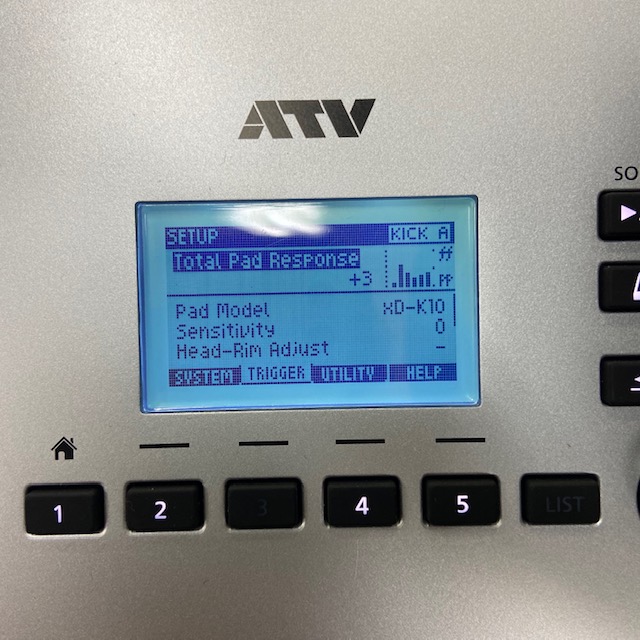 ATV
SO
SETUP KICK A
Total Pad Response ff
+3 PP
Pad Model xD-K10
Sensitivity 0
Head-Rim Adjust -
SYSTEM TRIGGER UTILITY HELP
1 2 3 4 5 LIST